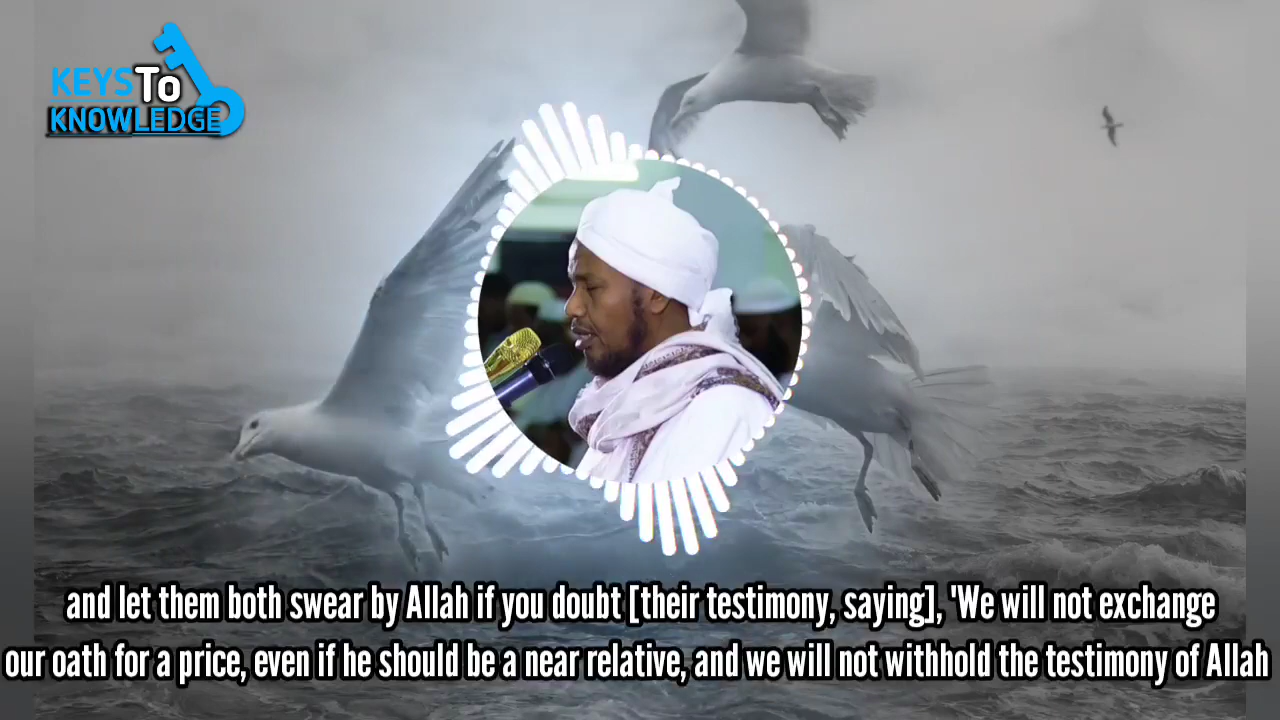 KEYS To
KNOWLEDGE
and let them both swear by Allah if you doubt [their testimony, saying], "We will not exchange
our oath for a price, even if he should be a near relative, and we will not withhold the testimony of Allah